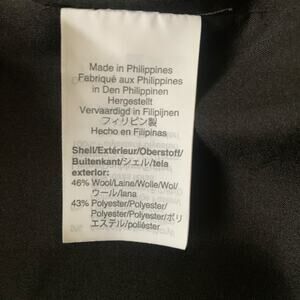 Made in Philippines
Fabriqué aux Philippines
in Den Philippinen
Hergestellt
Vervaardigd in Filipijnen
フィリピン製
Hecho en Filipinas
Shell/Extérieur/Oberstoff/
Buitenkant/シェル/tela
exterior:
46% Wool/Laine/Wolle/Wol/
ウール/lana
43% Polyester/Polyester/
Polyester/Polyester/ポリ
エステル/poliéster